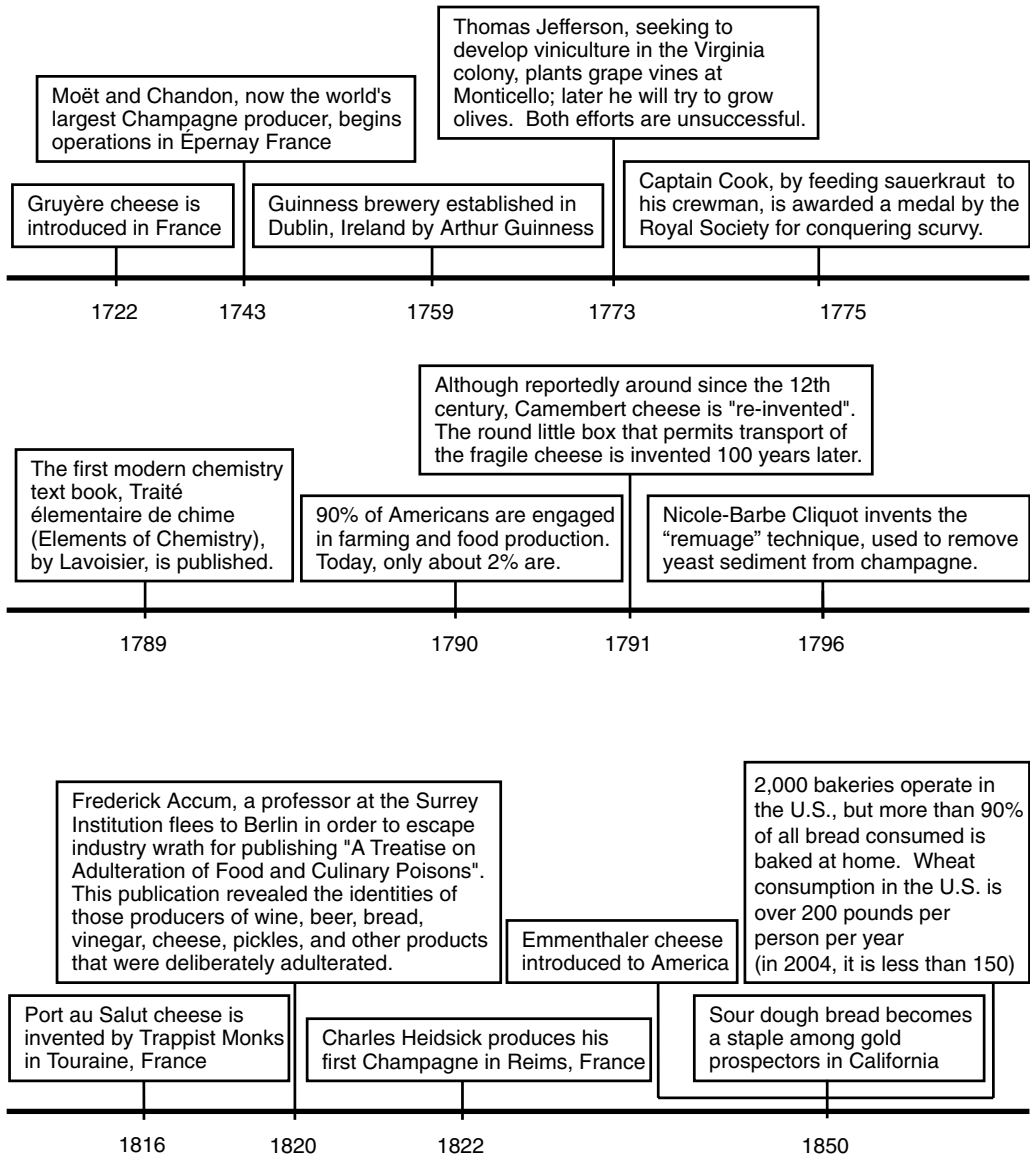 Thomas Jefferson, seeking to
develop viniculture in the Virginia
colony, plants grape vines at
Monticello; later he will try to grow
olives.  Both efforts are unsuccessful.
Moët and Chandon, now the world's
largest Champagne producer, begins
operations in Épernay France
Gruyère cheese is
introduced in France
Guinness brewery established in
Dublin, Ireland by Arthur Guinness
Captain Cook, by feeding sauerkraut  to
his crewman, is awarded a medal by the
Royal Society for conquering scurvy.
1722
1743
1759
1773
1775
Although reportedly around since the 12th
century, Camembert cheese is "re-invented".
The round little box that permits transport of
the fragile cheese is invented 100 years later.
The first modern chemistry
text book, Traité
élementaire de chime
(Elements of Chemistry),
by Lavoisier, is published.
90% of Americans are engaged
in farming and food production.
Today, only about 2% are.
Nicole-Barbe Cliquot invents the
“remuage” technique, used to remove
yeast sediment from champagne.
1789
1790
1791
1796
Frederick Accum, a professor at the Surrey
Institution flees to Berlin in order to escape
industry wrath for publishing "A Treatise on
Adulteration of Food and Culinary Poisons".
This publication revealed the identities of
those producers of wine, beer, bread,
vinegar, cheese, pickles, and other products
that were deliberately adulterated.
2,000 bakeries operate in
the U.S., but more than 90%
of all bread consumed is
baked at home.  Wheat
consumption in the U.S. is
over 200 pounds per
person per year
(in 2004, it is less than 150)
Emmenthaler cheese
introduced to America
Port au Salut cheese is
invented by Trappist Monks
in Touraine, France
Charles Heidsick produces his
first Champagne in Reims, France
Sour dough bread becomes
a staple among gold
prospectors in California
1816
1820
1822
1850